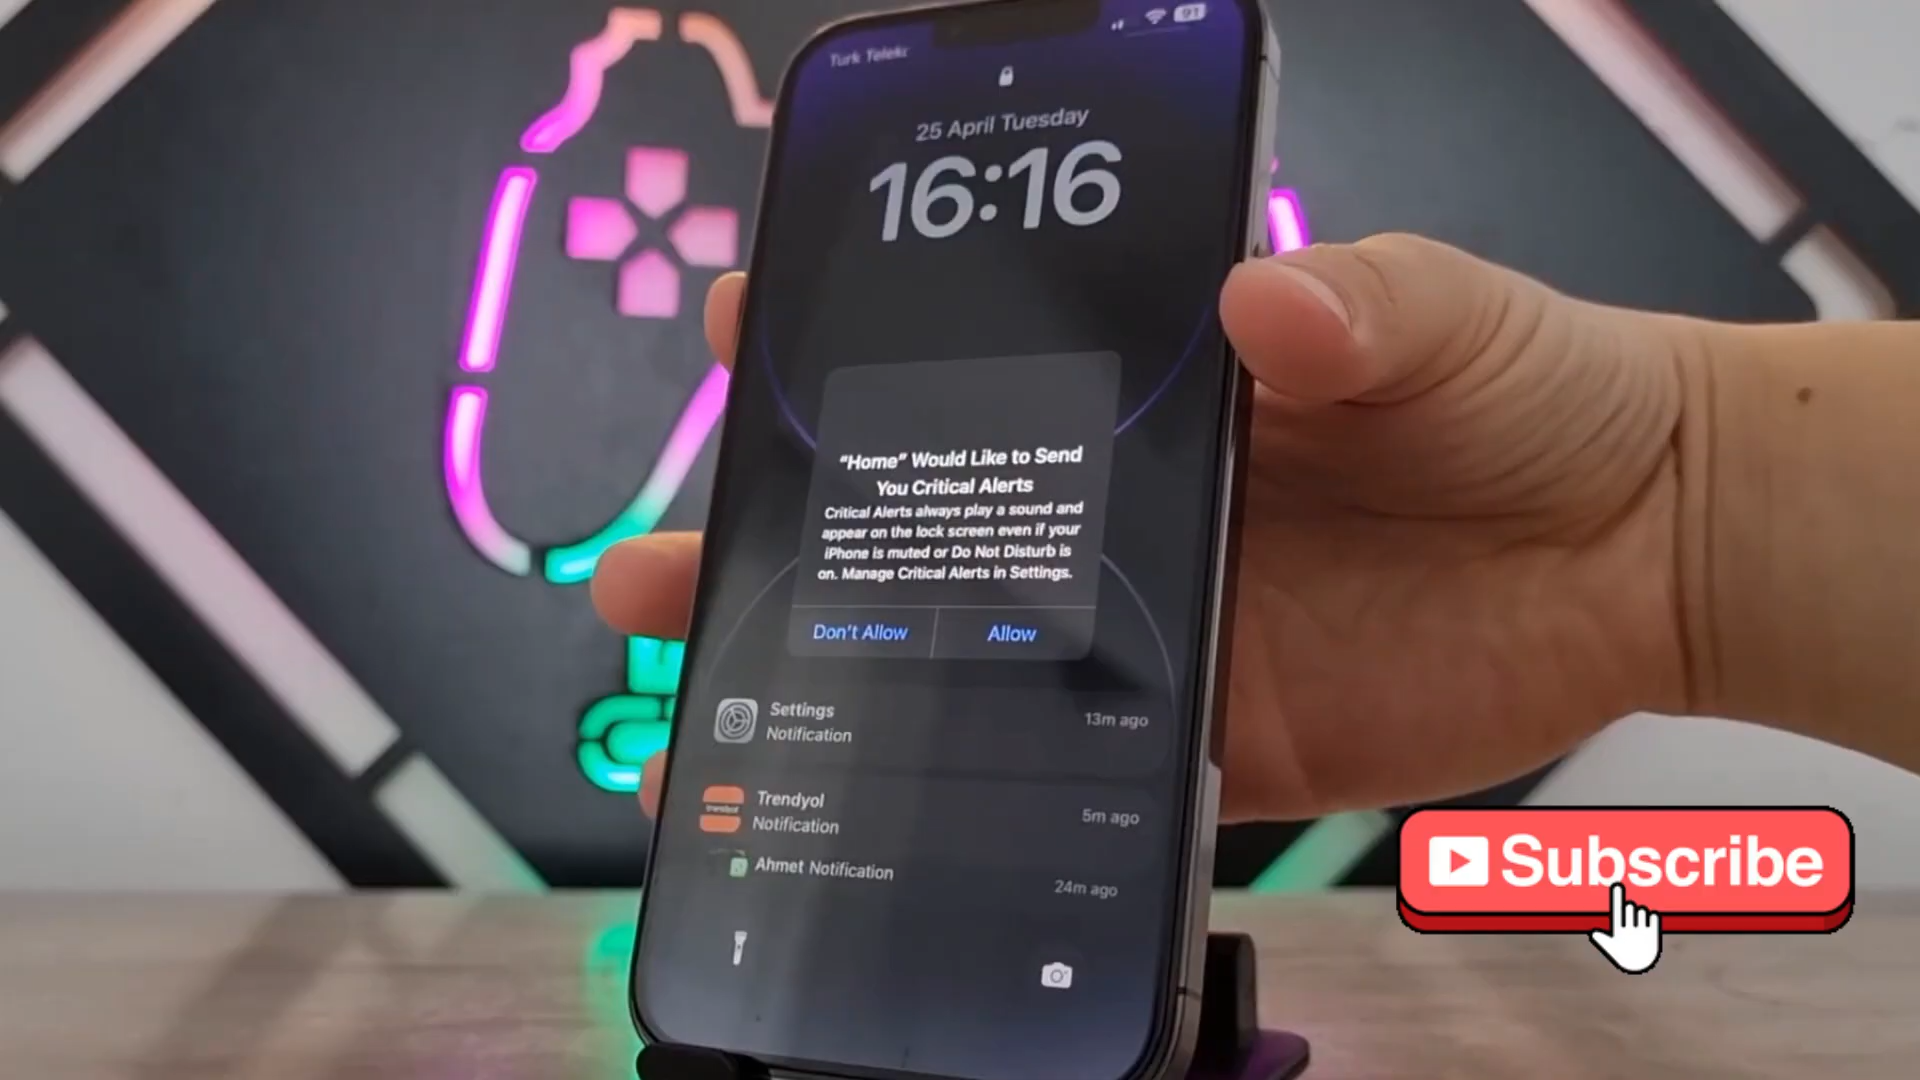 Turk Telekc
91
25 April Tuesday
16:16
“Home” Would Like to Send
You Critical Alerts
Critical Alerts always play a sound and
appear on the lock screen even if your
iPhone is muted or Do Not Disturb is
on. Manage Critical Alerts in Settings.
Don't Allow
Allow
Settings
Notification
13m ago
Trendyol
Notification
5m ago
trendyol
Ahmet Notification
24m ago
Subscribe